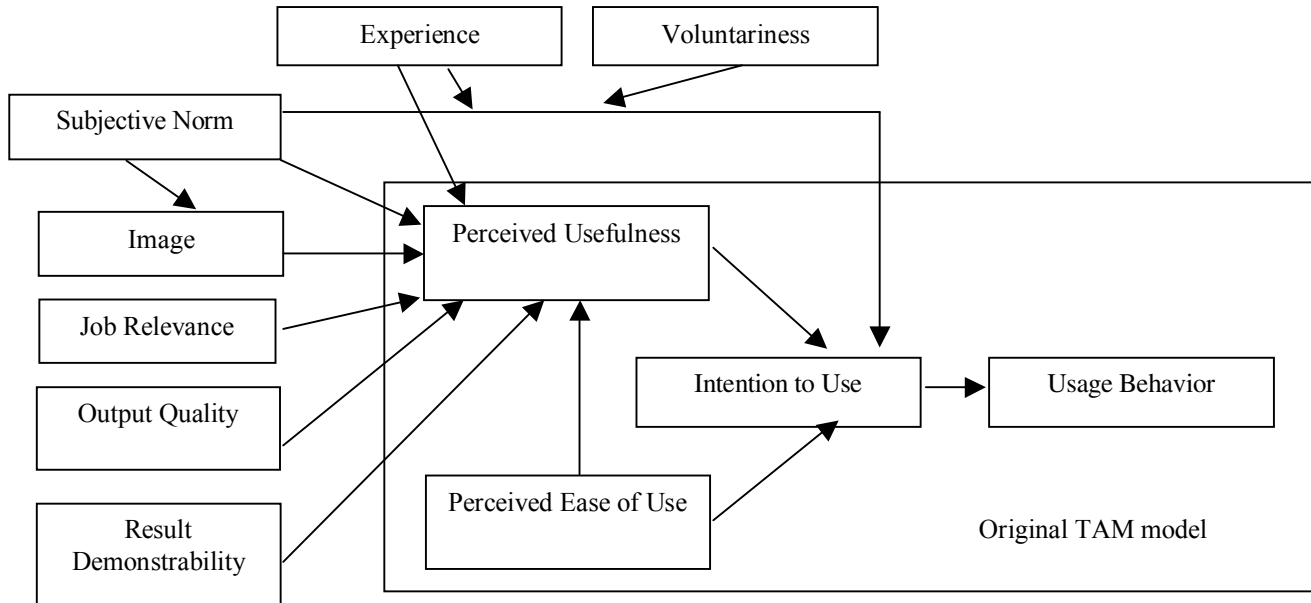 Experience
Voluntariness
Subjective Norm
Image
Perceived Usefulness
Job Relevance
Intention to Use
Usage Behavior
Output Quality
Perceived Ease of Use
Result
Demonstrability
Original TAM model